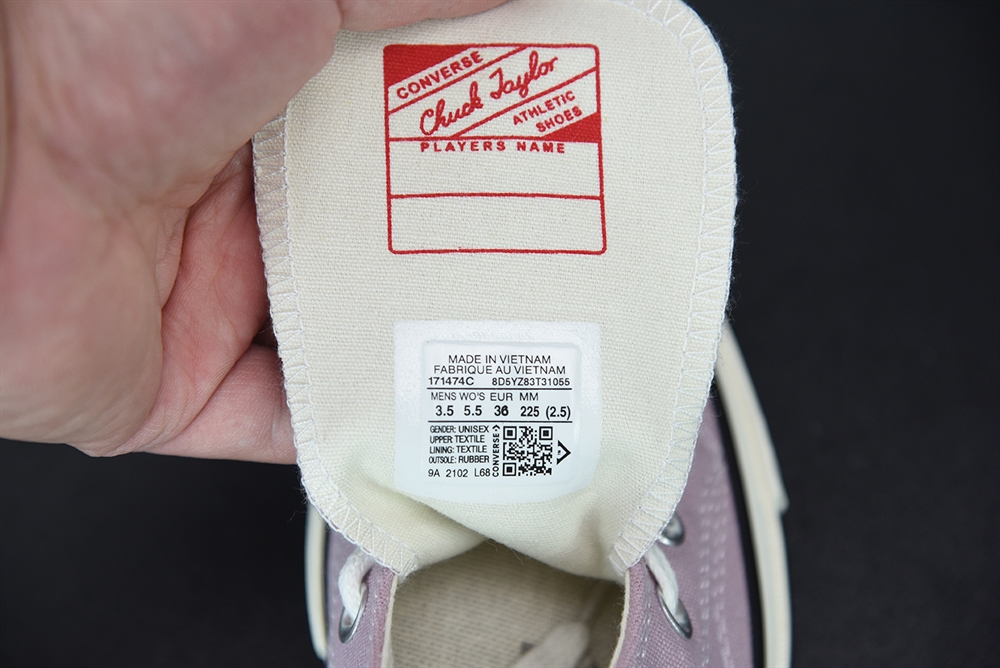 CONVERSE
Chuck Taylor
ATHLETIC
SHOES
PLAYERS NAME
MADE IN VIETNAM
FABRIQUE AU VIETNAM
171474C 8D5YZ83T31055
MENS WO'S EUR MM
3.5 5.5 36 225 (2.5)
GENDER: UNISEX
UPPER: TEXTILE
LINING: TEXTILE
OUTSOLE: RUBBER
9A 2102 L68
CONVERSE